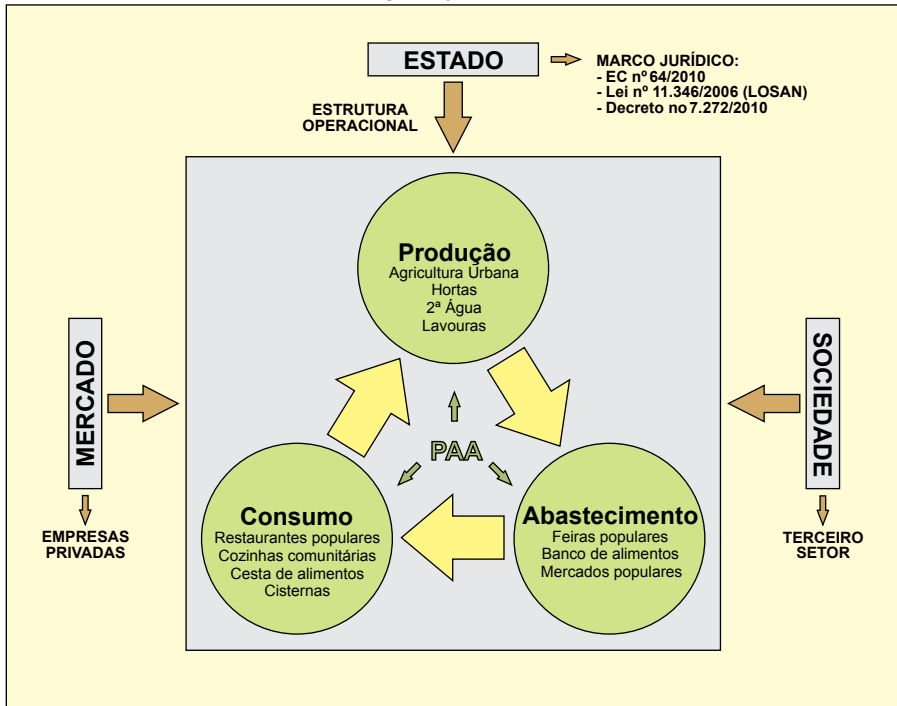 ESTADO
MARCO JURÍDICO:
- EC nº 64/2010
- Lei nº 11.346/2006 (LOSAN)
- Decreto no 7.272/2010
ESTRUTURA
OPERACIONAL
Produção
Agricultura Urbana
Hortas
2ª Água
Lavouras
MERCADO
SOCIEDADE
PAA
Consumo
Restaurantes populares
Cozinhas comunitárias
Cesta de alimentos
Cisternas
Abastecimento
Feiras populares
Banco de alimentos
Mercados populares
EMPRESAS
PRIVADAS
TERCEIRO
SETOR